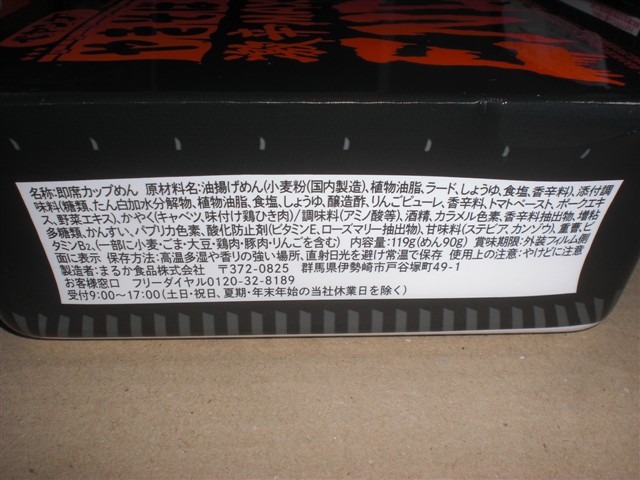 激辛MAX
名称:即席カップめん 原材料名:油揚げめん(小麦粉(国内製造)、植物油脂、ラード、しょうゆ、食塩、香辛料)、添付調
味料(糖類、たん白加水分解物、植物油脂、食塩、しょうゆ、醸造酢、りんごピューレ、香辛料、トマトペースト、ポークエキ
ス、野菜エキス)、かやく(キャベツ、味付け鶏ひき肉)/調味料(アミノ酸等)、酒精、カラメル色素、香辛料抽出物、増粘
多糖類、かんすい、パプリカ色素、酸化防止剤(ビタミンE、ローズマリー抽出物)、甘味料(ステビア、カンゾウ)、重曹、ビ
タミンB₂、(一部に小麦・ごま・大豆・鶏肉・豚肉・りんごを含む) 内容量:119g(めん90g) 賞味期限:外装フィルム側
面に表示 保存方法:高温多湿や香りの強い場所、直射日光を避け常温で保存 使用上の注意:やけどに注意
製造者:まるか食品株式会社 〒372-0825 群馬県伊勢崎市戸谷塚町49-1
お客様窓口 フリーダイヤル0120-32-8189
受付9:00~17:00(土日・祝日、夏期・年末年始の当社休業日を除く)